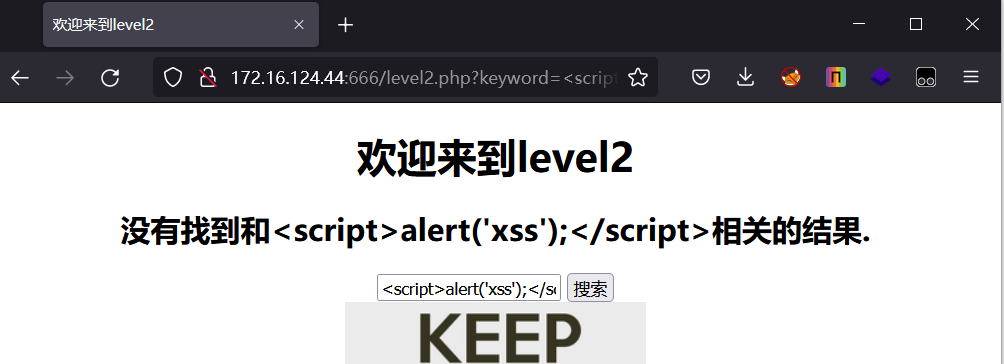 欢迎来到level2
172.16.124.44:666/level2.php?keyword=<script
欢迎来到level2
没有找到和<script>alert('xss');</script>相关的结果.
<script>alert('xss');</sc 搜索
KEEP